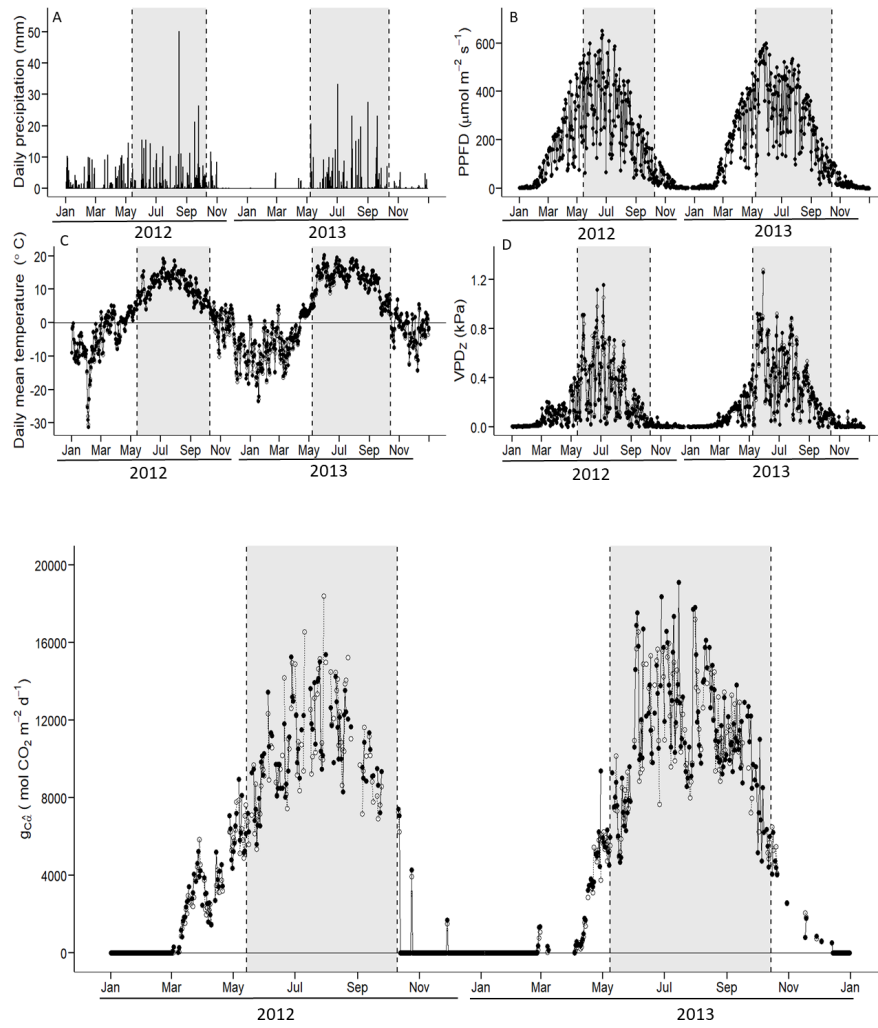 A
Daily precipitation (mm)
50
40
30
20
10
0
Jan Mar May Jul Sep Nov Jan Mar May Jul Sep Nov
2012 2013
B
PPFD (μmol m⁻² s⁻¹)
600
400
200
0
Jan Mar May Jul Sep Nov Jan Mar May Jul Sep Nov
2012 2013
C
Daily mean temperature (° C)
20
10
0
-10
-20
-30
Jan Mar May Jul Sep Nov Jan Mar May Jul Sep Nov
2012 2013
D
VPDz (kPa)
1.2
0.8
0.4
0.0
Jan Mar May Jul Sep Nov Jan Mar May Jul Sep Nov
2012 2013
gCâ ( mol CO₂ m⁻² d⁻¹)
20000
16000
12000
8000
4000
0
Jan Mar May Jul Sep Nov Jan Mar May Jul Sep Nov Jan
2012 2013